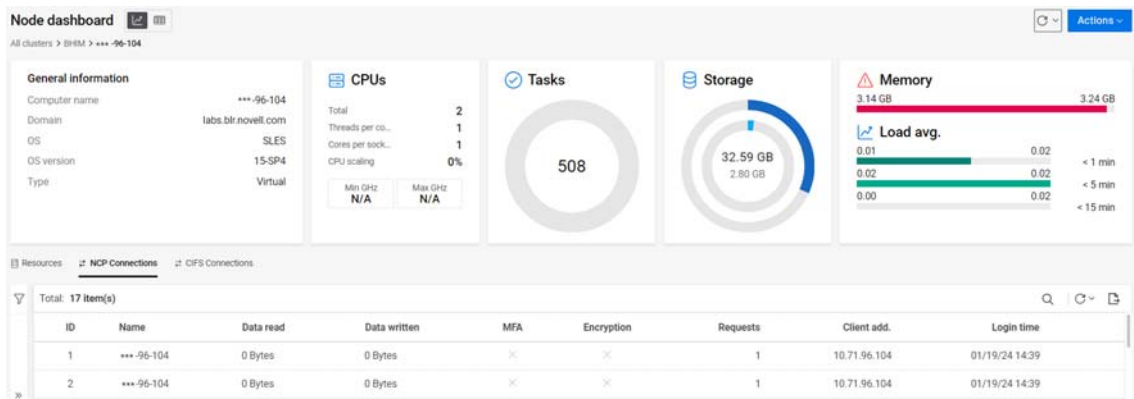 Node dashboard
Actions
All clusters > BHIM > *** -96-104
General information
Computer name ***-96-104
Domain labs.blr.novell.com
OS SLES
OS version 15-SP4
Type Virtual
CPUs
Total 2
Threads per co... 1
Cores per sock... 1
CPU scaling 0%
Min GHz Max GHz
N/A N/A
Tasks
508
Storage
32.59 GB
2.80 GB
Memory
3.14 GB 3.24 GB
Load avg.
0.01 0.02
< 1 min
0.02 0.02
< 5 min
0.00 0.02
< 15 min
Resources NCP Connections CIFS Connections
Total: 17 item(s)
ID Name Data read Data written MFA Encryption Requests Client add. Login time
1 *** -96-104 0 Bytes 0 Bytes 1 10.71.96.104 01/19/24 14:39
2 *** -96-104 0 Bytes 0 Bytes 1 10.71.96.104 01/19/24 14:39